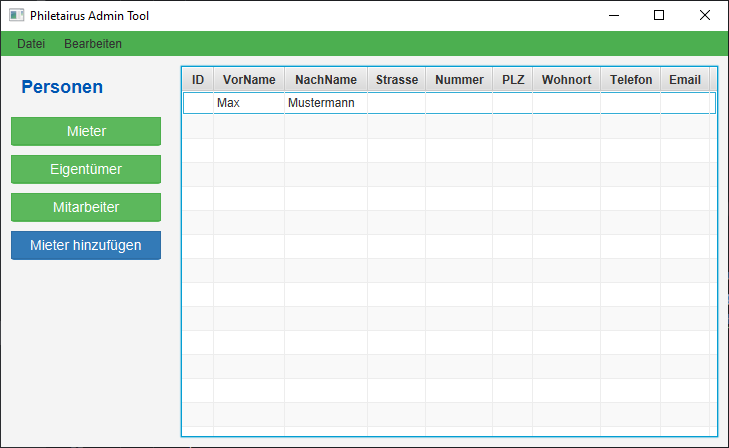 Philetairus Admin Tool
Datei Bearbeiten
Personen
Mieter
Eigentümer
Mitarbeiter
Mieter hinzufügen
ID VorName NachName Strasse Nummer PLZ Wohnort Telefon Email
Max Mustermann